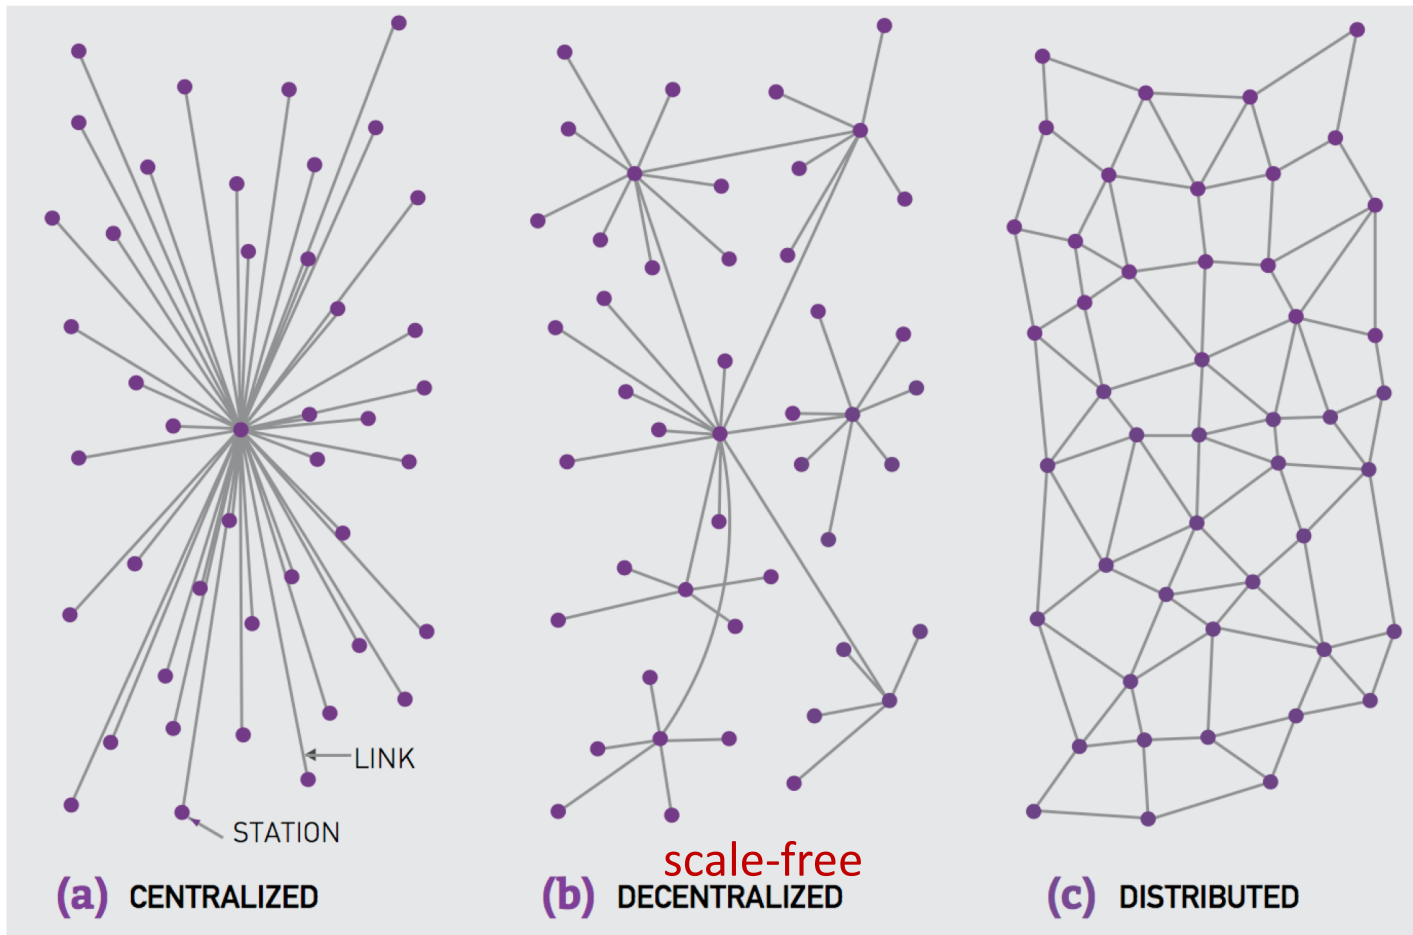 LINK
STATION
scale-free
(a) CENTRALIZED
(b) DECENTRALIZED
(c) DISTRIBUTED